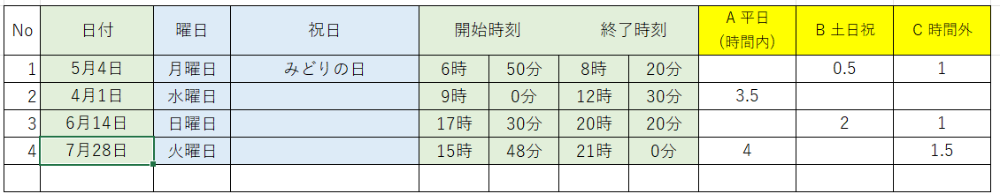 No 日付 曜日 祝日 開始時刻 終了時刻 A 平日 (時間内) B 土日祝 C 時間外
1 5月4日 月曜日 みどりの日 6時 50分 8時 20分 0.5 1
2 4月1日 水曜日 9時 0分 12時 30分 3.5
3 6月14日 日曜日 17時 30分 20時 20分 2 1
4 7月28日 火曜日 15時 48分 21時 0分 4 1.5